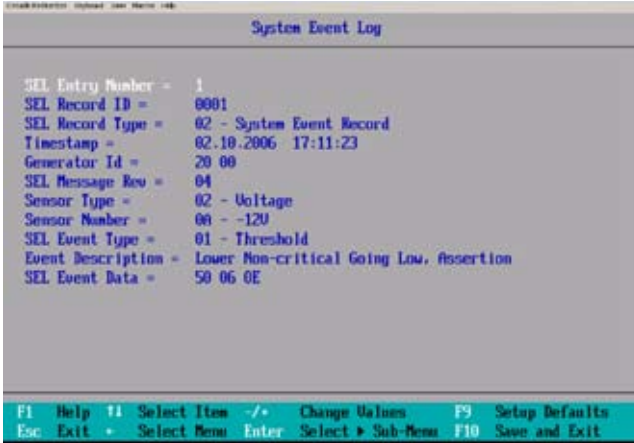 System Event Log
SEL Entry Number = 1
SEL Record ID = 0001
SEL Record Type = 02 - System Event Record
Timestamp = 02.10.2006 17:11:23
Generator Id = 20 00
SEL Message Rev = 04
Sensor Type = 02 - Voltage
Sensor Number = 0A - -12V
SEL Event Type = 01 - Threshold
Event Description = Lower Non-critical Going Low, Assertion
SEL Event Data = 50 06 0E
F1 Help ↑↓ Select Item -/+ Change Values F9 Setup Defaults
Esc Exit ← Select Menu Enter Select ▶ Sub-Menu F10 Save and Exit